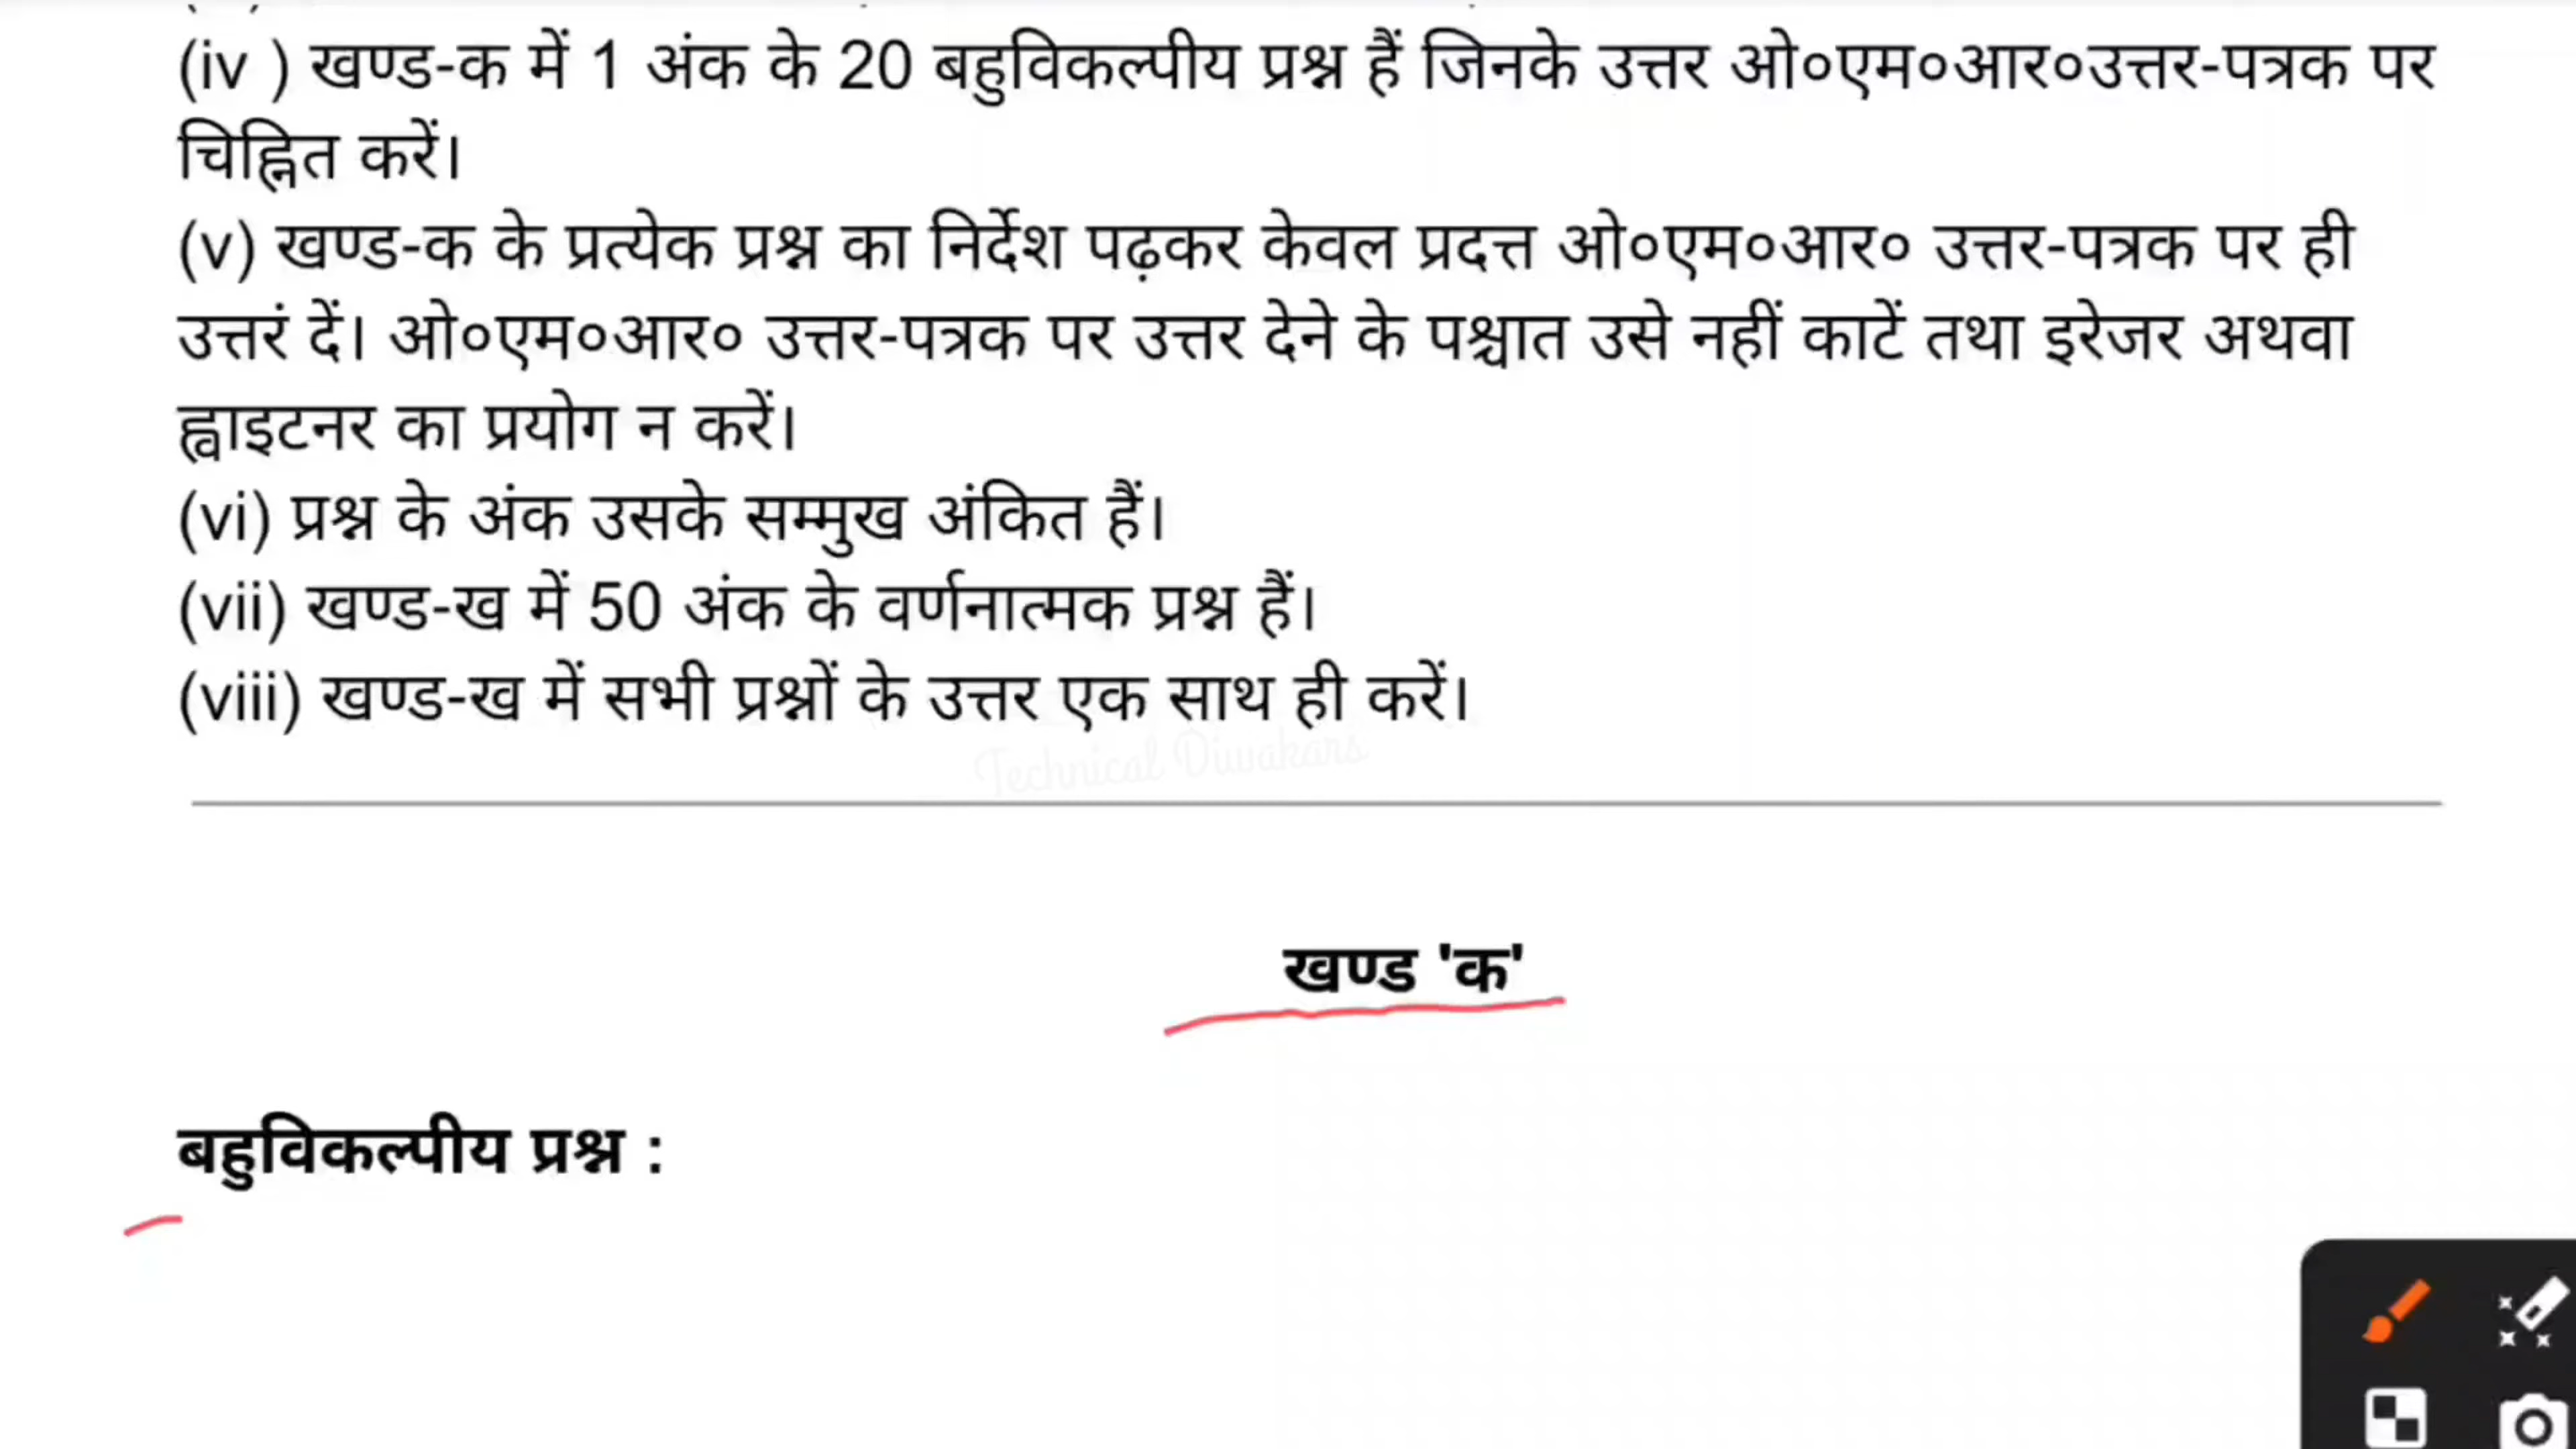 (iv ) खण्ड-क में 1 अंक के 20 बहुविकल्पीय प्रश्न हैं जिनके उत्तर ओ०एम०आर०उत्तर-पत्रक पर
चिह्नित करें।
(v) खण्ड-क के प्रत्येक प्रश्न का निर्देश पढ़कर केवल प्रदत्त ओ०एम०आर० उत्तर-पत्रक पर ही
उत्तरं दें। ओ०एम०आर० उत्तर-पत्रक पर उत्तर देने के पश्चात उसे नहीं काटें तथा इरेजर अथवा
ह्वाइटनर का प्रयोग न करें।
(vi) प्रश्न के अंक उसके सम्मुख अंकित हैं।
(vii) खण्ड-ख में 50 अंक के वर्णनात्मक प्रश्न हैं।
(viii) खण्ड-ख में सभी प्रश्नों के उत्तर एक साथ ही करें।
Technical Diwakars
खण्ड 'क'
बहुविकल्पीय प्रश्न :